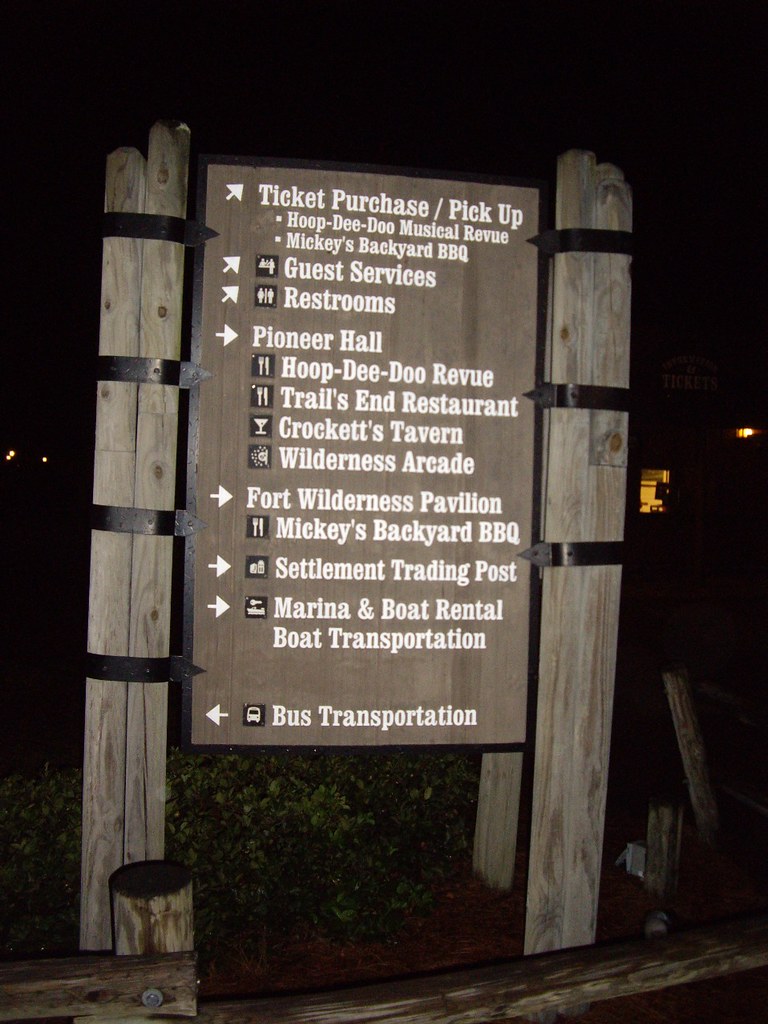 Ticket Purchase / Pick Up
▪ Hoop-Dee-Doo Musical Revue
▪ Mickey's Backyard BBQ
Guest Services
Restrooms
Pioneer Hall
Hoop-Dee-Doo Revue
Trail's End Restaurant
Crockett's Tavern
Wilderness Arcade
Fort Wilderness Pavilion
Mickey's Backyard BBQ
Settlement Trading Post
Marina & Boat Rental
Boat Transportation
Bus Transportation
&
TICKETS